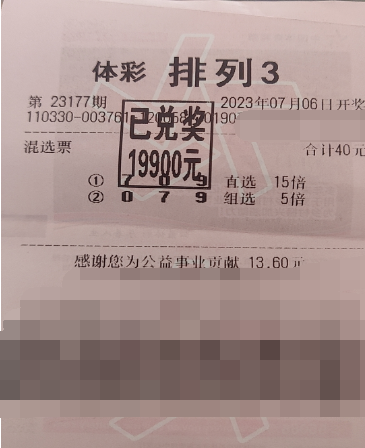 体彩 排列3
第 23177期 2023年07月06日开奖
110330-003761-
已兑奖
19900元
混选票 合计40元
① 7 0 9 直选 15倍
② 0 7 9 组选 5倍
感谢您为公益事业贡献 13.60 元